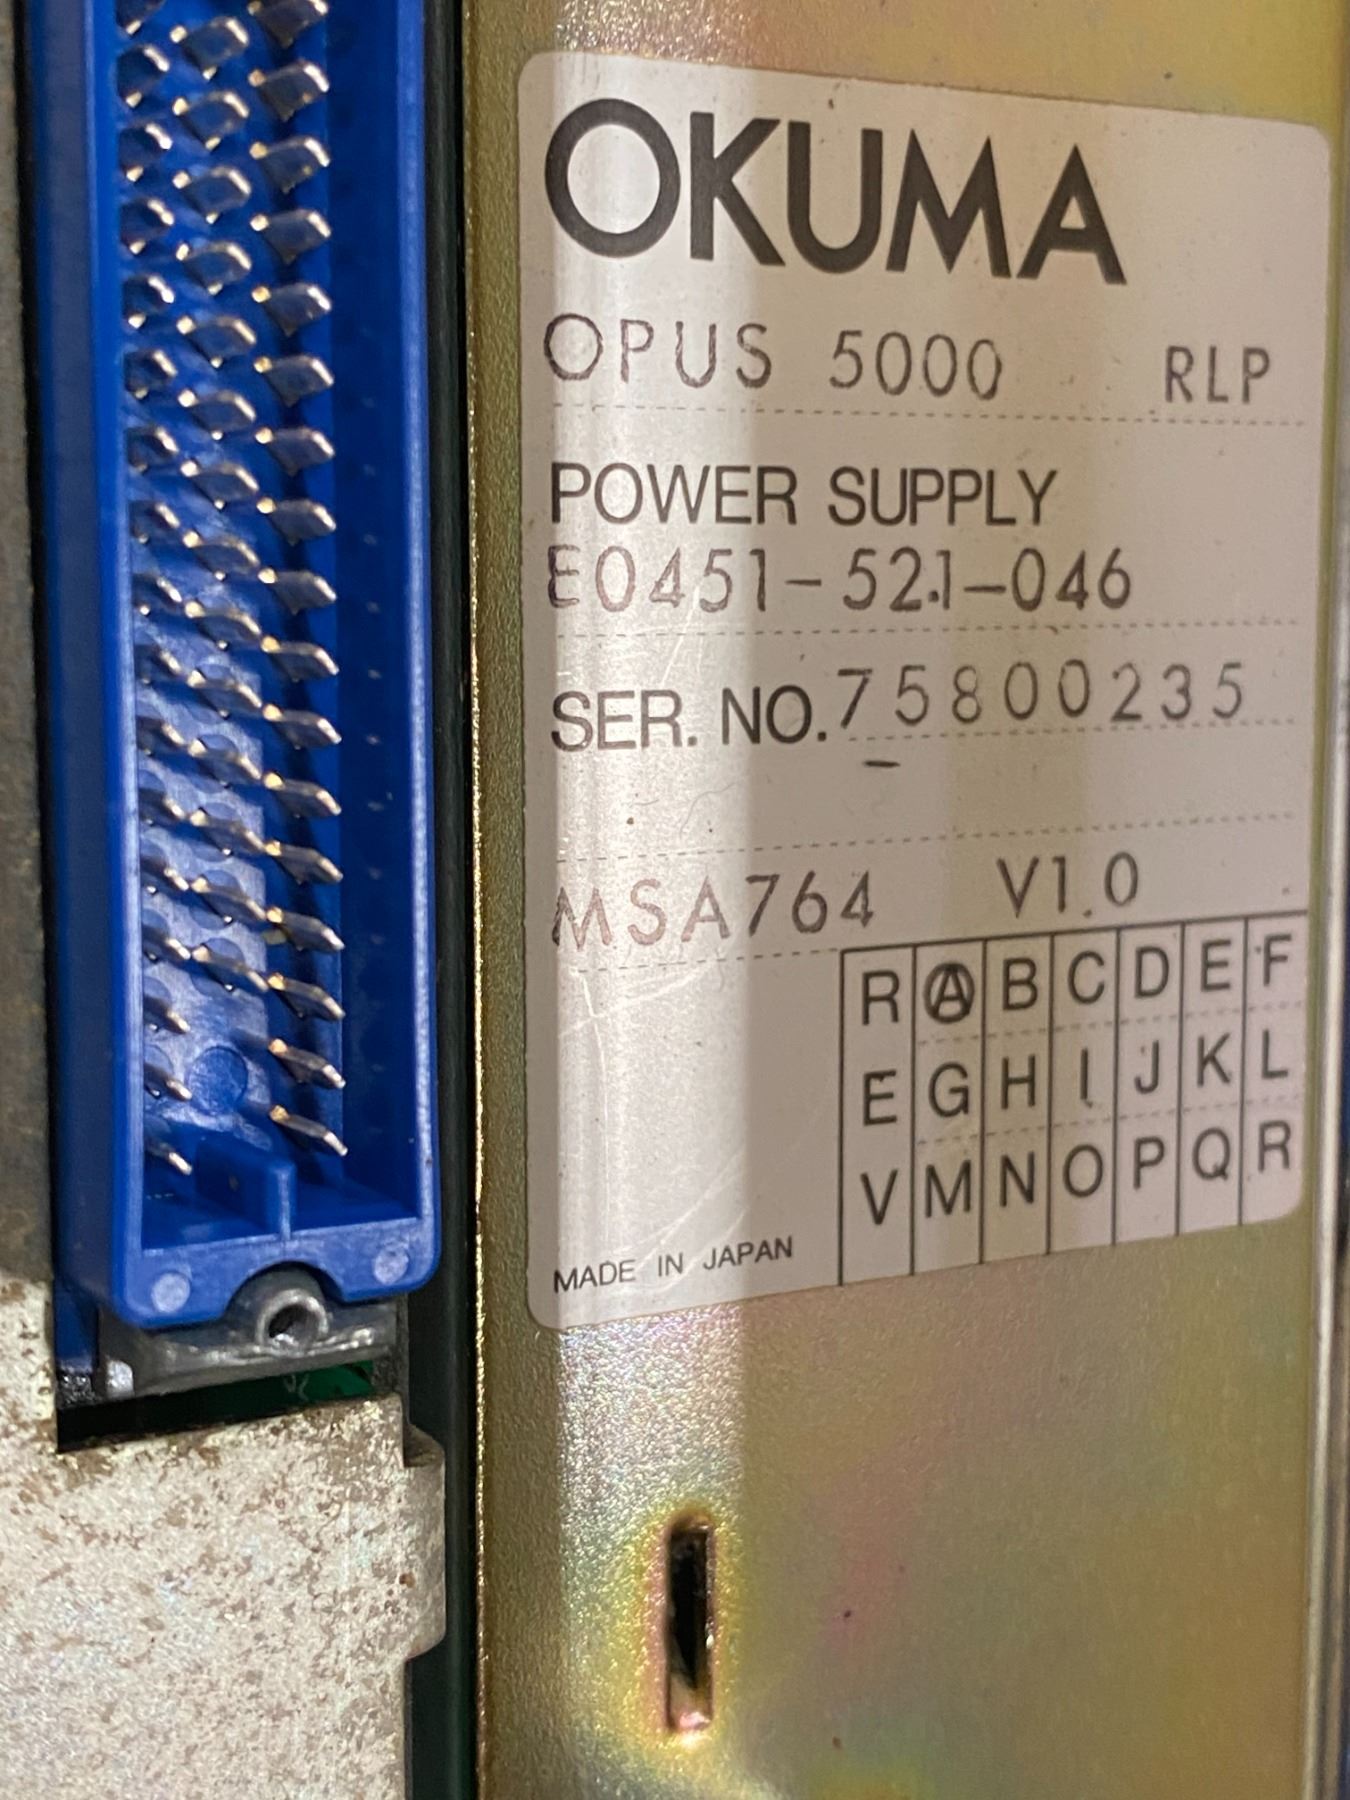 OKUMA
OPUS 5000 RLP
POWER SUPPLY
E0451-521-046
SER. NO. 75800235
MSA764 V1.0
R A B C D E F
E G H I J K L
V M N O P Q R
MADE IN JAPAN